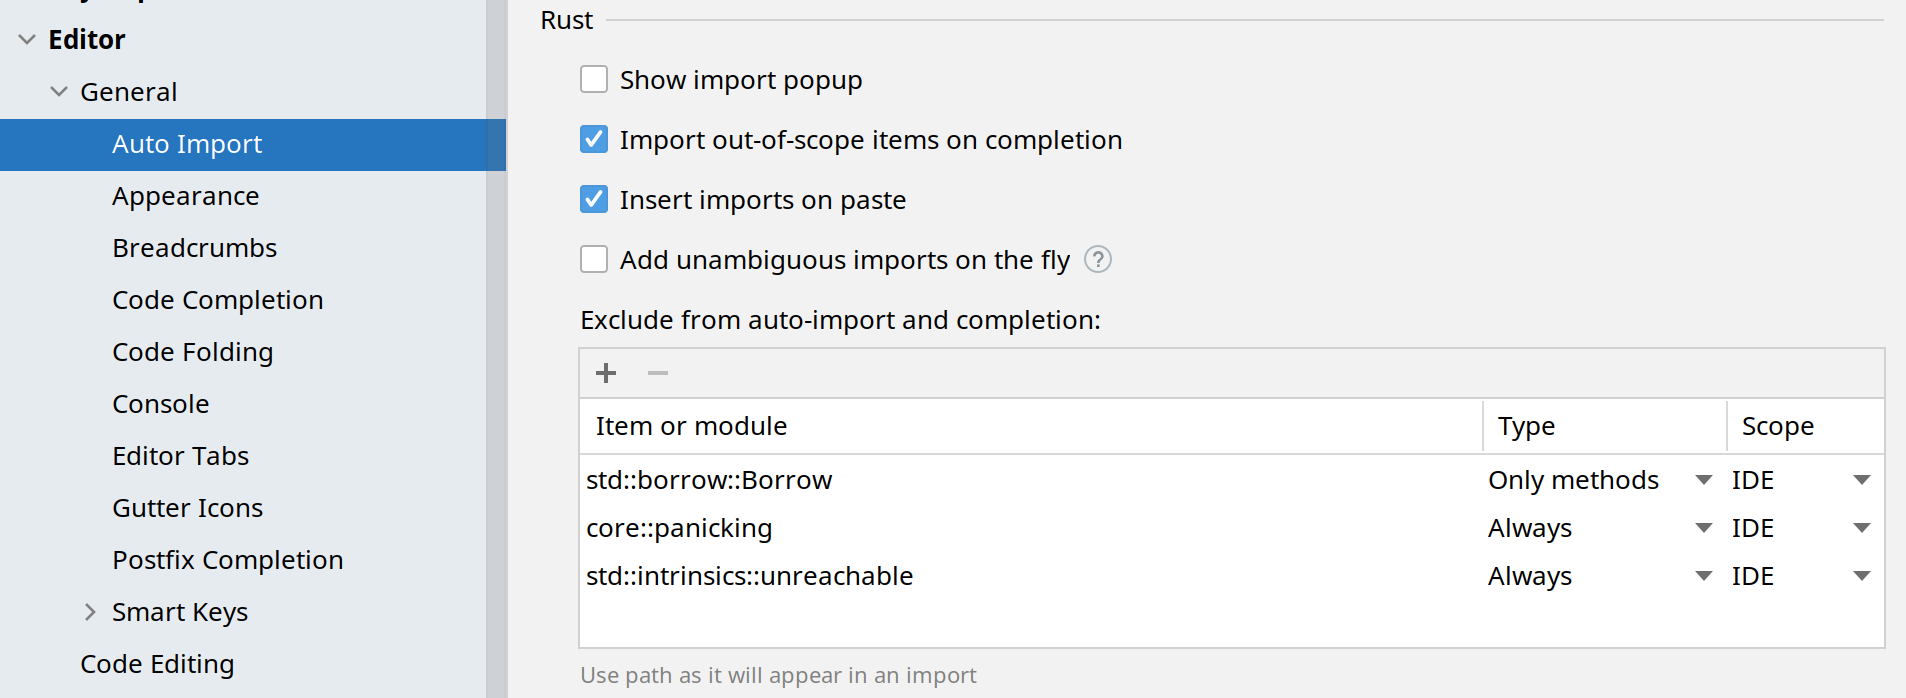 Editor
General
Auto Import
Appearance
Breadcrumbs
Code Completion
Code Folding
Console
Editor Tabs
Gutter Icons
Postfix Completion
Smart Keys
Code Editing
Rust
Show import popup
Import out-of-scope items on completion
Insert imports on paste
Add unambiguous imports on the fly ?
Exclude from auto-import and completion:
Item or module Type Scope
std::borrow::Borrow Only methods IDE
core::panicking Always IDE
std::intrinsics::unreachable Always IDE
Use path as it will appear in an import